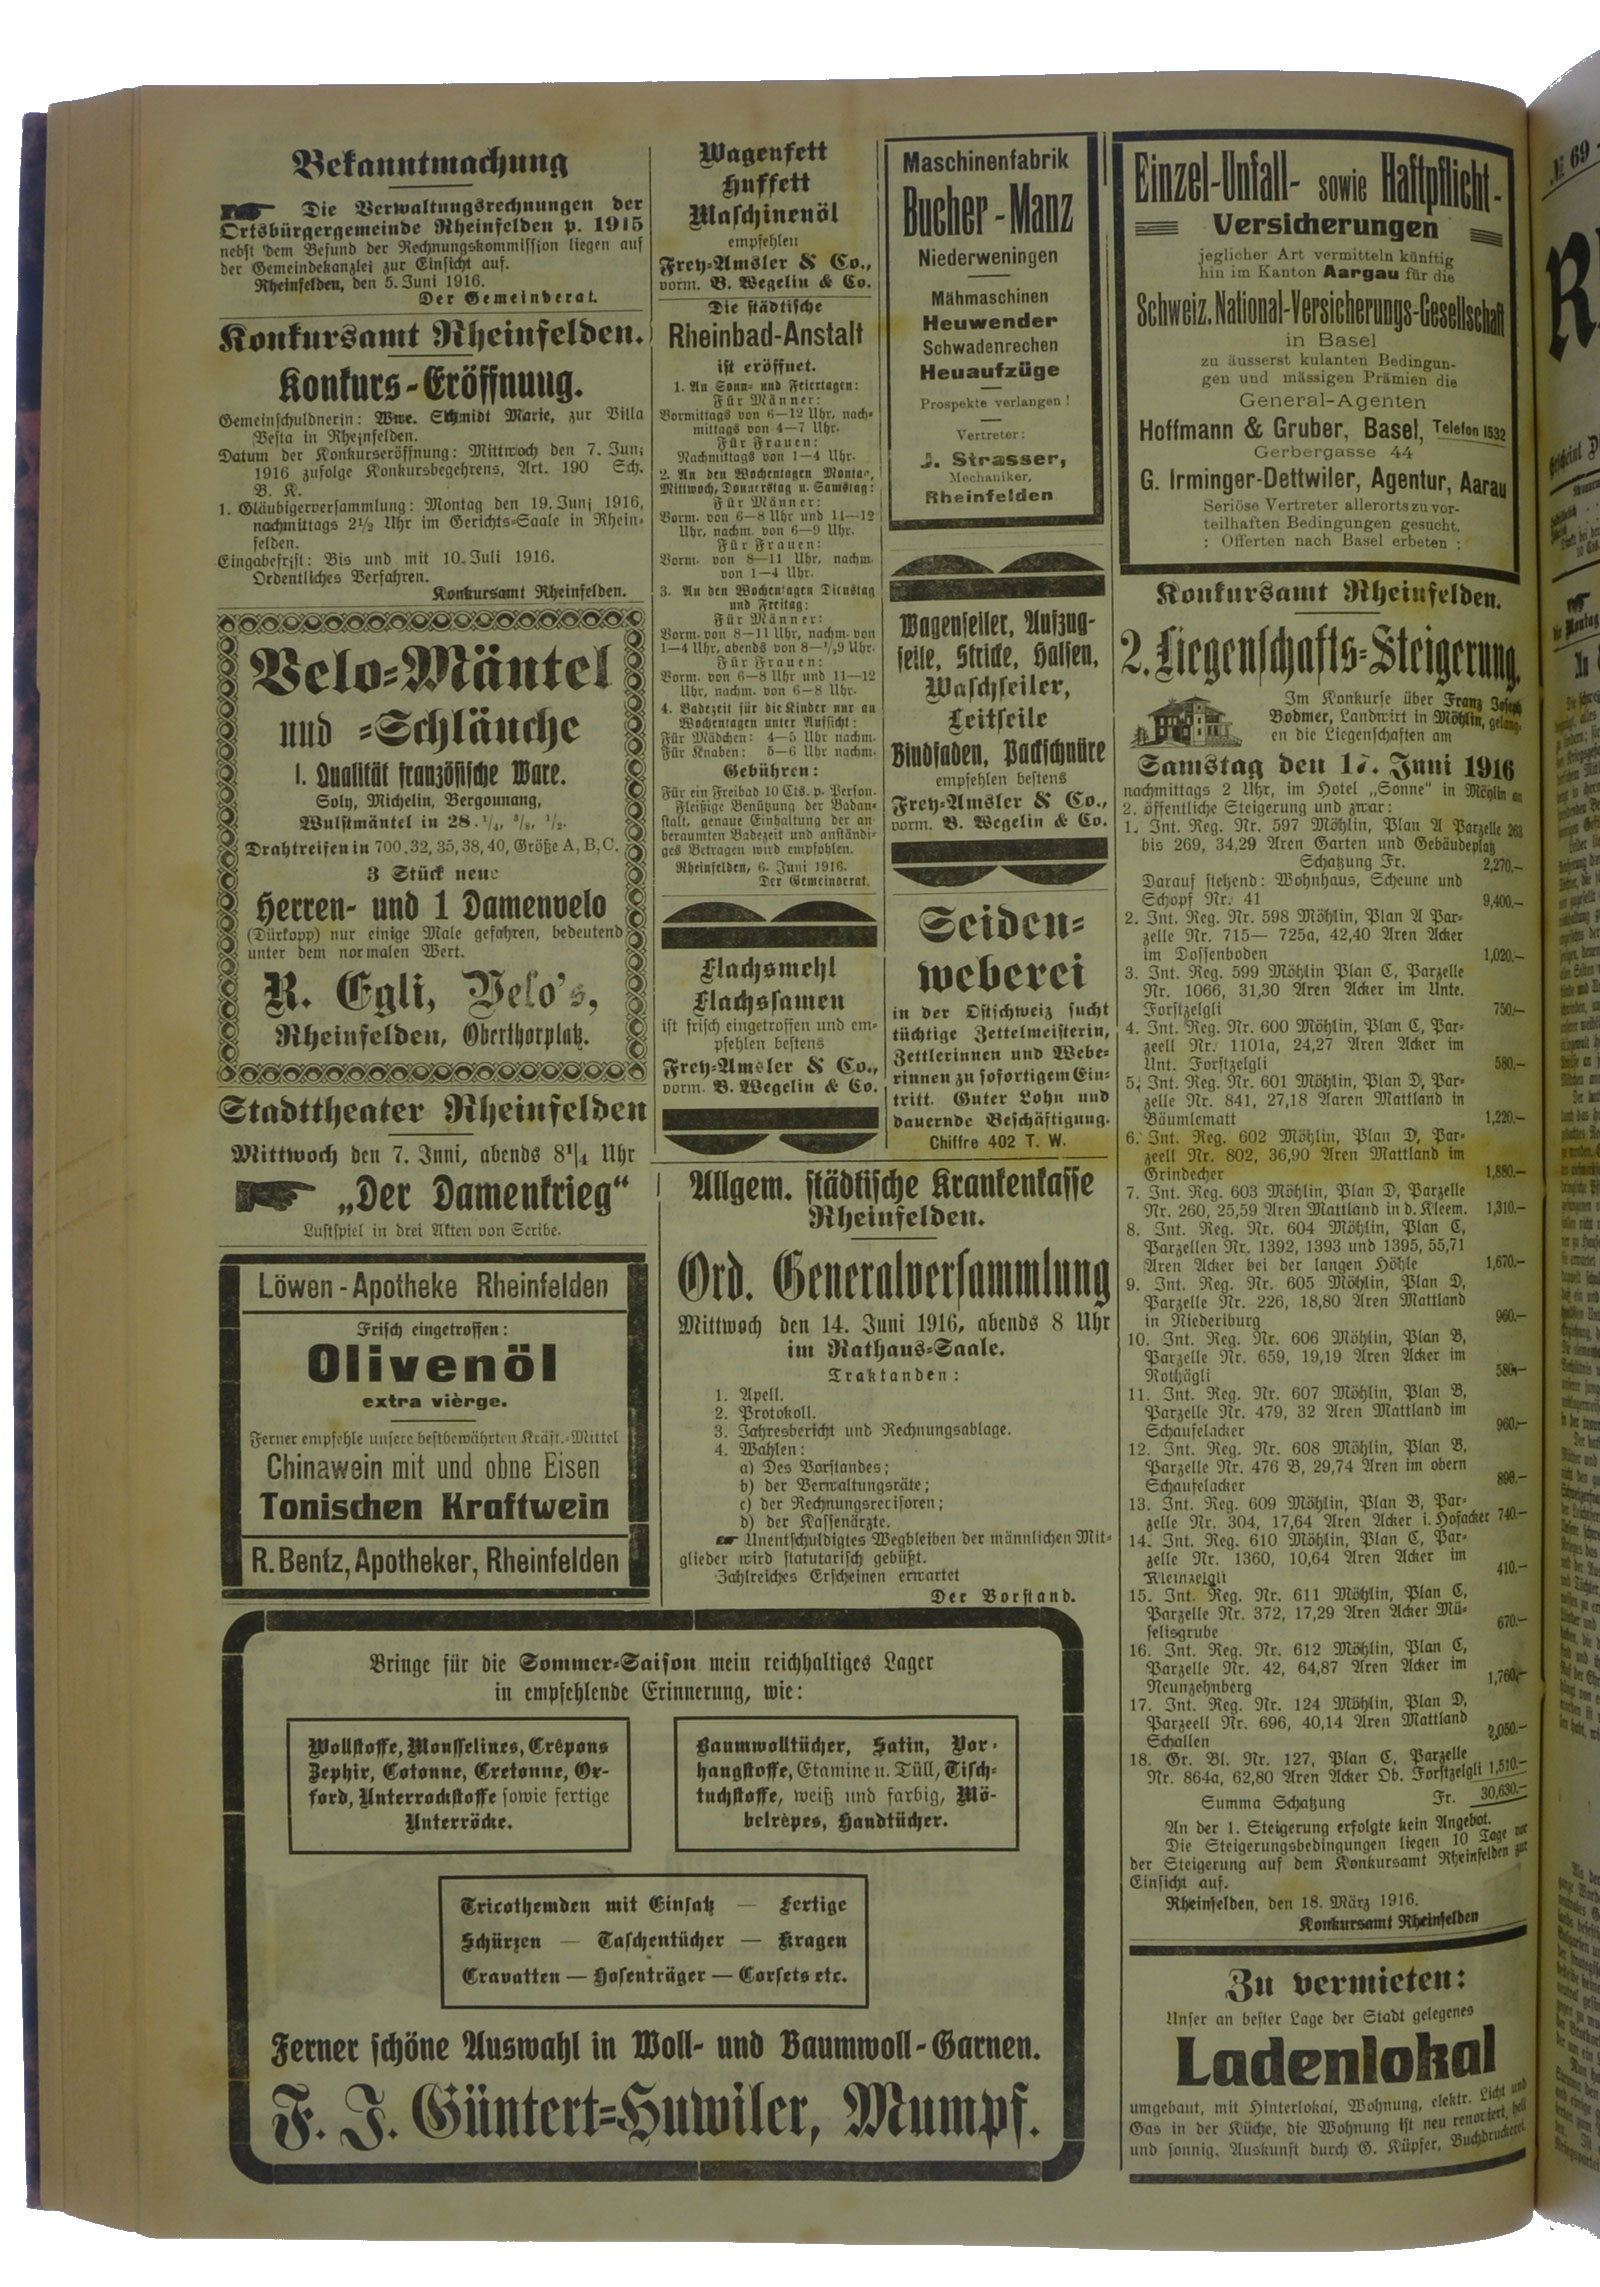 Bekanntmachung
Die Verwaltungsrechnungen der
Ortsbürgergemeinde Rheinfelden p. 1915
nebst dem Befund der Rechnungskommission liegen auf
der Gemeindekanzlei zur Einsicht auf.
Rheinfelden, den 5. Juni 1916.
Der Gemeinderat.
Konkursamt Rheinfelden.
Konkurs-Eröffnung.
Gemeinschuldnerin: Wwe. Schmidt Marie, zur Villa
Vesta in Rheinfelden.
Datum der Konkurseröffnung: Mittwoch den 7. Juni
1916 zufolge Konkursbegehrens, Art. 190 Sch.
B. K.
1. Gläubigerversammlung: Montag den 19. Juni 1916,
nachmittags 2½ Uhr im Gerichts-Saale in Rhein-
felden.
Eingabefrist: Bis und mit 10. Juli 1916.
Ordentliches Verfahren.
Konkursamt Rheinfelden.
Velo-Mäntel
und -Schläuche
I. Qualität französische Ware.
Soly, Michelin, Bergounang,
Wulstmäntel in 28. ¼, ³/₈, ½.
Drahtreifen in 700. 32, 35, 38, 40, Größe A, B, C.
3 Stück neue
Herren- und 1 Damenvelo
(Dürkopp) nur einige Male gefahren, bedeutend
unter dem normalen Wert.
R. Egli, Velo's,
Rheinfelden, Oberthorplatz.
Stadttheater Rheinfelden
Mittwoch den 7. Juni, abends 8¼ Uhr
„Der Damenkrieg"
Lustspiel in drei Akten von Scribe.
Löwen-Apotheke Rheinfelden
Frisch eingetroffen:
Olivenöl
extra vièrge.
Ferner empfehle unsere bestbewährten Kräft.-Mittel
Chinawein mit und ohne Eisen
Tonischen Kraftwein
R. Bentz, Apotheker, Rheinfelden
Wagenfett
Huffett
Maschinenöl
empfehlen
Frey-Amsler & Co.,
vorm. B. Wegelin & Co.
Die städtische
Rheinbad-Anstalt
ist eröffnet.
1. An Sonn- und Feiertagen:
Für Männer:
Vormittags von 6—12 Uhr, nach-
mittags von 4—7 Uhr.
Für Frauen:
Nachmittags von 1—4 Uhr.
2. An den Wochentagen Montag,
Mittwoch, Donnerstag u. Samstag:
Für Männer:
Vorm. von 6—8 Uhr und 11—12
Uhr, nachm. von 6—9 Uhr.
Für Frauen:
Vorm. von 8—11 Uhr, nachm.
von 1—4 Uhr.
3. An den Wochentagen Dienstag
und Freitag:
Für Männer:
Vorm. von 8—11 Uhr, nachm. von
1—4 Uhr, abends von 8—½9 Uhr.
Für Frauen:
Vorm. von 6—8 Uhr und 11—12
Uhr, nachm. von 6—8 Uhr.
4. Badezeit für die Kinder nur an
Wochentagen unter Aufsicht:
Für Mädchen: 4—5 Uhr nachm.
Für Knaben: 5—6 Uhr nachm.
Gebühren:
Für ein Freibad 10 Cts. p. Person.
Fleißige Benützung der Badan-
stalt, genaue Einhaltung der an-
beraumten Badezeit und anständi-
ges Betragen wird empfohlen.
Rheinfelden, 6. Juni 1916.
Der Gemeinderat.
Flachsmehl
Flachssamen
ist frisch eingetroffen und em-
pfehlen bestens
Frey-Amsler & Co.,
vorm. B. Wegelin & Co.
Maschinenfabrik
Bucher-Manz
Niederweningen
Mähmaschinen
Heuwender
Schwadenrechen
Heuaufzüge
Prospekte verlangen!
Vertreter:
J. Strasser,
Mechaniker,
Rheinfelden
Wagenseiler, Aufzug-
seile, Stricke, Halsen,
Waschseiler,
Leitseile
Bindfaden, Packschnüre
empfehlen bestens
Frey-Amsler & Co.,
vorm. B. Wegelin & Co.
Seiden-
weberei
in der Ostschweiz sucht
tüchtige Zettelmeisterin,
Zettlerinnen und Webe-
rinnen zu sofortigem Ein-
tritt. Guter Lohn und
dauernde Beschäftigung.
Chiffre 402 T. W.
Allgem. städtische Krankenkasse
Rheinfelden.
Ord. Generalversammlung
Mittwoch den 14. Juni 1916, abends 8 Uhr
im Rathaus-Saale.
Traktanden:
1. Apell.
2. Protokoll.
3. Jahresbericht und Rechnungsablage.
4. Wahlen:
a) Des Vorstandes;
b) der Verwaltungsräte;
c) der Rechnungsrevisoren;
d) der Kassenärzte.
Unentschuldigtes Wegbleiben der männlichen Mit-
glieder wird statutarisch gebüßt.
Zahlreiches Erscheinen erwartet
Der Vorstand.
Bringe für die Sommer-Saison mein reichhaltiges Lager
in empfehlende Erinnerung, wie:
Wollstoffe, Mousselines, Crêpons
Zephir, Cotonne, Cretonne, Or-
ford, Unterrockstoffe sowie fertige
Unterröcke.
Baumwolltücher, Satin, Vor-
hangstoffe, Etamine u. Tüll, Tisch-
tuchstoffe, weiß und farbig, Mö-
belrèpes, Handtücher.
Tricothemden mit Einsatz — Fertige
Schürzen — Taschentücher — Kragen
Cravatten — Hosenträger — Corsets etc.
Ferner schöne Auswahl in Woll- und Baumwoll-Garnen.
F. J. Güntert-Huwiler, Mumpf.
Einzel-Unfall- sowie Haftpflicht-
Versicherungen
jeglicher Art vermitteln künftig
hin im Kanton Aargau für die
Schweiz. National-Versicherungs-Gesellschaft
in Basel
zu äusserst kulanten Bedingun-
gen und mässigen Prämien die
General-Agenten
Hoffmann & Gruber, Basel, Telefon 1532
Gerbergasse 44
G. Irminger-Dettwiler, Agentur, Aarau
Seriöse Vertreter allerorts zu vor-
teilhaften Bedingungen gesucht.
: Offerten nach Basel erbeten :
Konkursamt Rheinfelden.
2. Liegenschafts-Steigerung.
Im Konkurse über Franz Joseph
Bodmer, Landwirt in Möhlin, gelang-
en die Liegenschaften am
Samstag den 17. Juni 1916
nachmittags 2 Uhr, im Hotel „Sonne" in Möhlin an
2. öffentliche Steigerung und zwar:
1. Int. Reg. Nr. 597 Möhlin, Plan A Parzelle 263
bis 269, 34,29 Aren Garten und Gebäudeplatz
Schatzung Fr. 2,270.—
Darauf stehend: Wohnhaus, Scheune und
Schopf Nr. 41 9,400.—
2. Int. Reg. Nr. 598 Möhlin, Plan A Par-
zelle Nr. 715— 725a, 42,40 Aren Acker
im Dossenboden 1,020.—
3. Int. Reg. 599 Möhlin Plan C, Parzelle
Nr. 1066, 31,30 Aren Acker im Unte.
Forstzelgli 750.—
4. Int. Reg. Nr. 600 Möhlin, Plan C, Par-
zeell Nr. 1101a, 24,27 Aren Acker im
Unt. Forstzelgli 580.—
5. Int. Reg. Nr. 601 Möhlin, Plan D, Par-
zelle Nr. 841, 27,18 Aaren Mattland in
Bäumlematt 1,220.—
6. Int. Reg. 602 Möhlin, Plan D, Par-
zeell Nr. 802, 36,90 Aren Mattland im
Grindecher 1,880.—
7. Int. Reg. 603 Möhlin, Plan D, Parzelle
Nr. 260, 25,59 Aren Mattland in d. Kleem. 1,310.—
8. Int. Reg. Nr. 604 Möhlin, Plan C,
Parzellen Nr. 1392, 1393 und 1395, 55,71
Aren Acker bei der langen Höhle 1,670.—
9. Int. Reg. Nr. 605 Möhlin, Plan D,
Parzelle Nr. 226, 18,80 Aren Mattland
in Niederiburg 960.—
10. Int. Reg. Nr. 606 Möhlin, Plan B,
Parzelle Nr. 659, 19,19 Aren Acker im
Rothägli 580.—
11. Int. Reg. Nr. 607 Möhlin, Plan B,
Parzelle Nr. 479, 32 Aren Mattland im
Schaufelacker 960.—
12. Int. Reg. Nr. 608 Möhlin, Plan B,
Parzelle Nr. 476 B, 29,74 Aren im obern
Schaufelacker 890.—
13. Int. Reg. 609 Möhlin, Plan B, Par-
zelle Nr. 304, 17,64 Aren Acker i. Hofacker 740.—
14. Int. Reg. 610 Möhlin, Plan C, Par-
zelle Nr. 1360, 10,64 Aren Acker im
Kleinzelgli 410.—
15. Int. Reg. Nr. 611 Möhlin, Plan C,
Parzelle Nr. 372, 17,29 Aren Acker Mü-
felisgrube 670.—
16. Int. Reg. Nr. 612 Möhlin, Plan C,
Parzelle Nr. 42, 64,87 Aren Acker im
Neunzehnberg 1,760.—
17. Int. Reg. Nr. 124 Möhlin, Plan D,
Parzeell Nr. 696, 40,14 Aren Mattland
Schallen 2,050.—
18. Gr. Bl. Nr. 127, Plan C, Parzelle
Nr. 864a, 62,80 Aren Acker Ob. Forstzelgli 1,510.—
Summa Schatzung Fr. 30,630.—
An der 1. Steigerung erfolgte kein Angebot.
Die Steigerungsbedingungen liegen 10 Tage vor
der Steigerung auf dem Konkursamt Rheinfelden zur
Einsicht auf.
Rheinfelden, den 18. März 1916.
Konkursamt Rheinfelden
Zu vermieten:
Unser an bester Lage der Stadt gelegenes
Ladenlokal
umgebaut, mit Hinterlokal, Wohnung, elektr. Licht und
Gas in der Küche, die Wohnung ist neu renoviert, hell
und sonnig. Auskunft durch G. Küpfer, Buchdruckerei.
№ 69